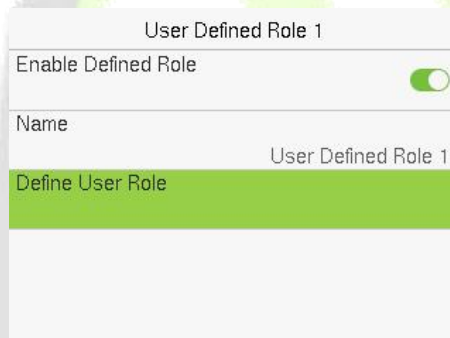 User Defined Role 1
Enable Defined Role
Name
User Defined Role 1
Define User Role